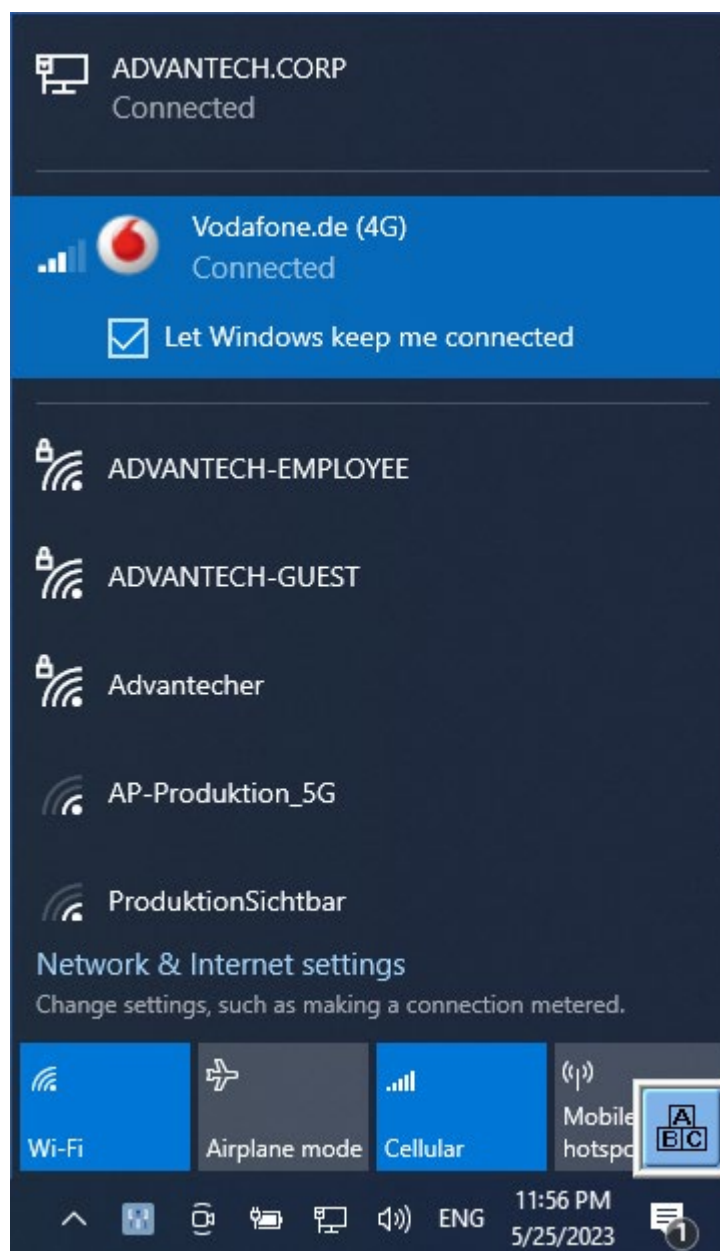 ADVANTECH.CORP
Connected
Vodafone.de (4G)
Connected
Let Windows keep me connected
ADVANTECH-EMPLOYEE
ADVANTECH-GUEST
Advantecher
AP-Produktion_5G
ProduktionSichtbar
Network & Internet settings
Change settings, such as making a connection metered.
Wi-Fi
Airplane mode
Cellular
Mobile
hotspo
A
BC
ENG
11:56 PM
5/25/2023
1